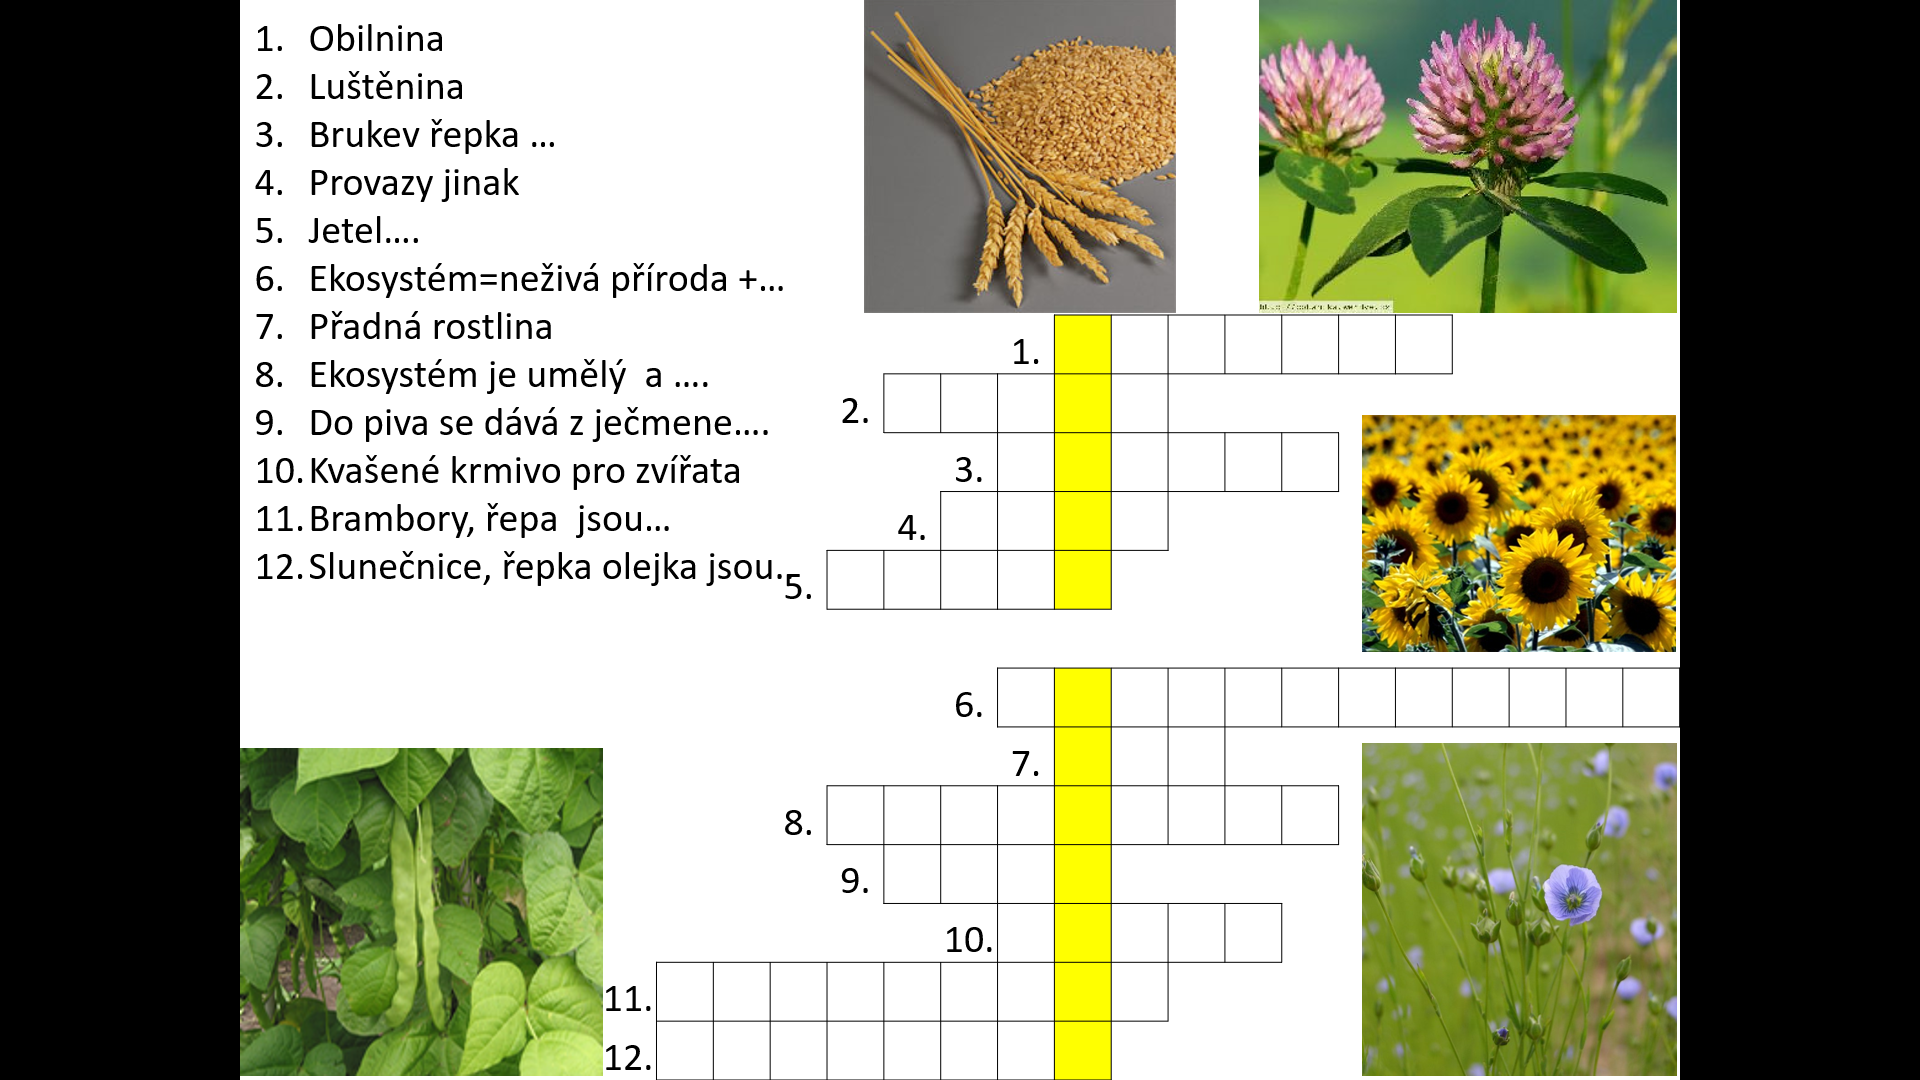 1. Obilnina
2. Luštěnina
3. Brukev řepka …
4. Provazy jinak
5. Jetel….
6. Ekosystém=neživá příroda +…
7. Přadná rostlina
8. Ekosystém je umělý  a ….
9. Do piva se dává z ječmene….
10. Kvašené krmivo pro zvířata
11. Brambory, řepa  jsou…
12. Slunečnice, řepka olejka jsou..
1.
2.
3.
4.
5.
6.
7.
8.
9.
10.
11.
12.